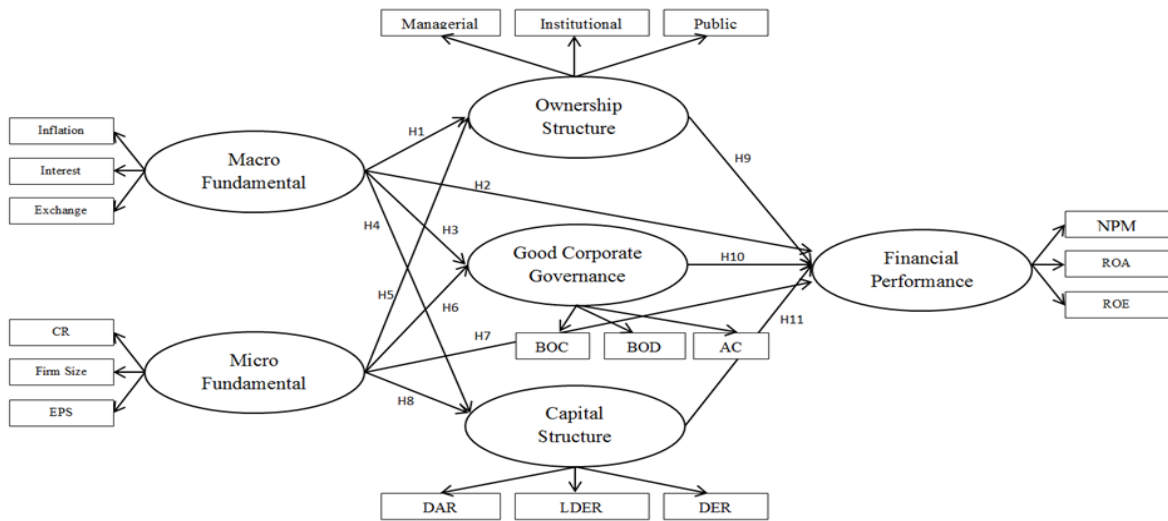 Managerial
Institutional
Public
Ownership
Structure
Inflation
Interest
Exchange
Macro
Fundamental
H1
H2
H3
H4
H5
H6
H7
H8
H9
H10
H11
Good Corporate
Governance
BOC
BOD
AC
Financial
Performance
NPM
ROA
ROE
CR
Firm Size
EPS
Micro
Fundamental
Capital
Structure
DAR
LDER
DER